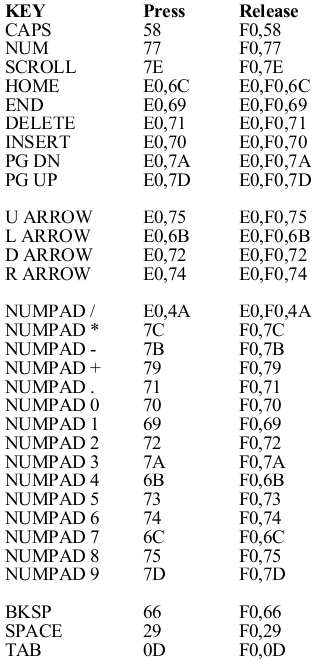 KEY Press Release
CAPS 58 F0,58
NUM 77 F0,77
SCROLL 7E F0,7E
HOME E0,6C E0,F0,6C
END E0,69 E0,F0,69
DELETE E0,71 E0,F0,71
INSERT E0,70 E0,F0,70
PG DN E0,7A E0,F0,7A
PG UP E0,7D E0,F0,7D
U ARROW E0,75 E0,F0,75
L ARROW E0,6B E0,F0,6B
D ARROW E0,72 E0,F0,72
R ARROW E0,74 E0,F0,74
NUMPAD / E0,4A E0,F0,4A
NUMPAD * 7C F0,7C
NUMPAD - 7B F0,7B
NUMPAD + 79 F0,79
NUMPAD . 71 F0,71
NUMPAD 0 70 F0,70
NUMPAD 1 69 F0,69
NUMPAD 2 72 F0,72
NUMPAD 3 7A F0,7A
NUMPAD 4 6B F0,6B
NUMPAD 5 73 F0,73
NUMPAD 6 74 F0,74
NUMPAD 7 6C F0,6C
NUMPAD 8 75 F0,75
NUMPAD 9 7D F0,7D
BKSP 66 F0,66
SPACE 29 F0,29
TAB 0D F0,0D